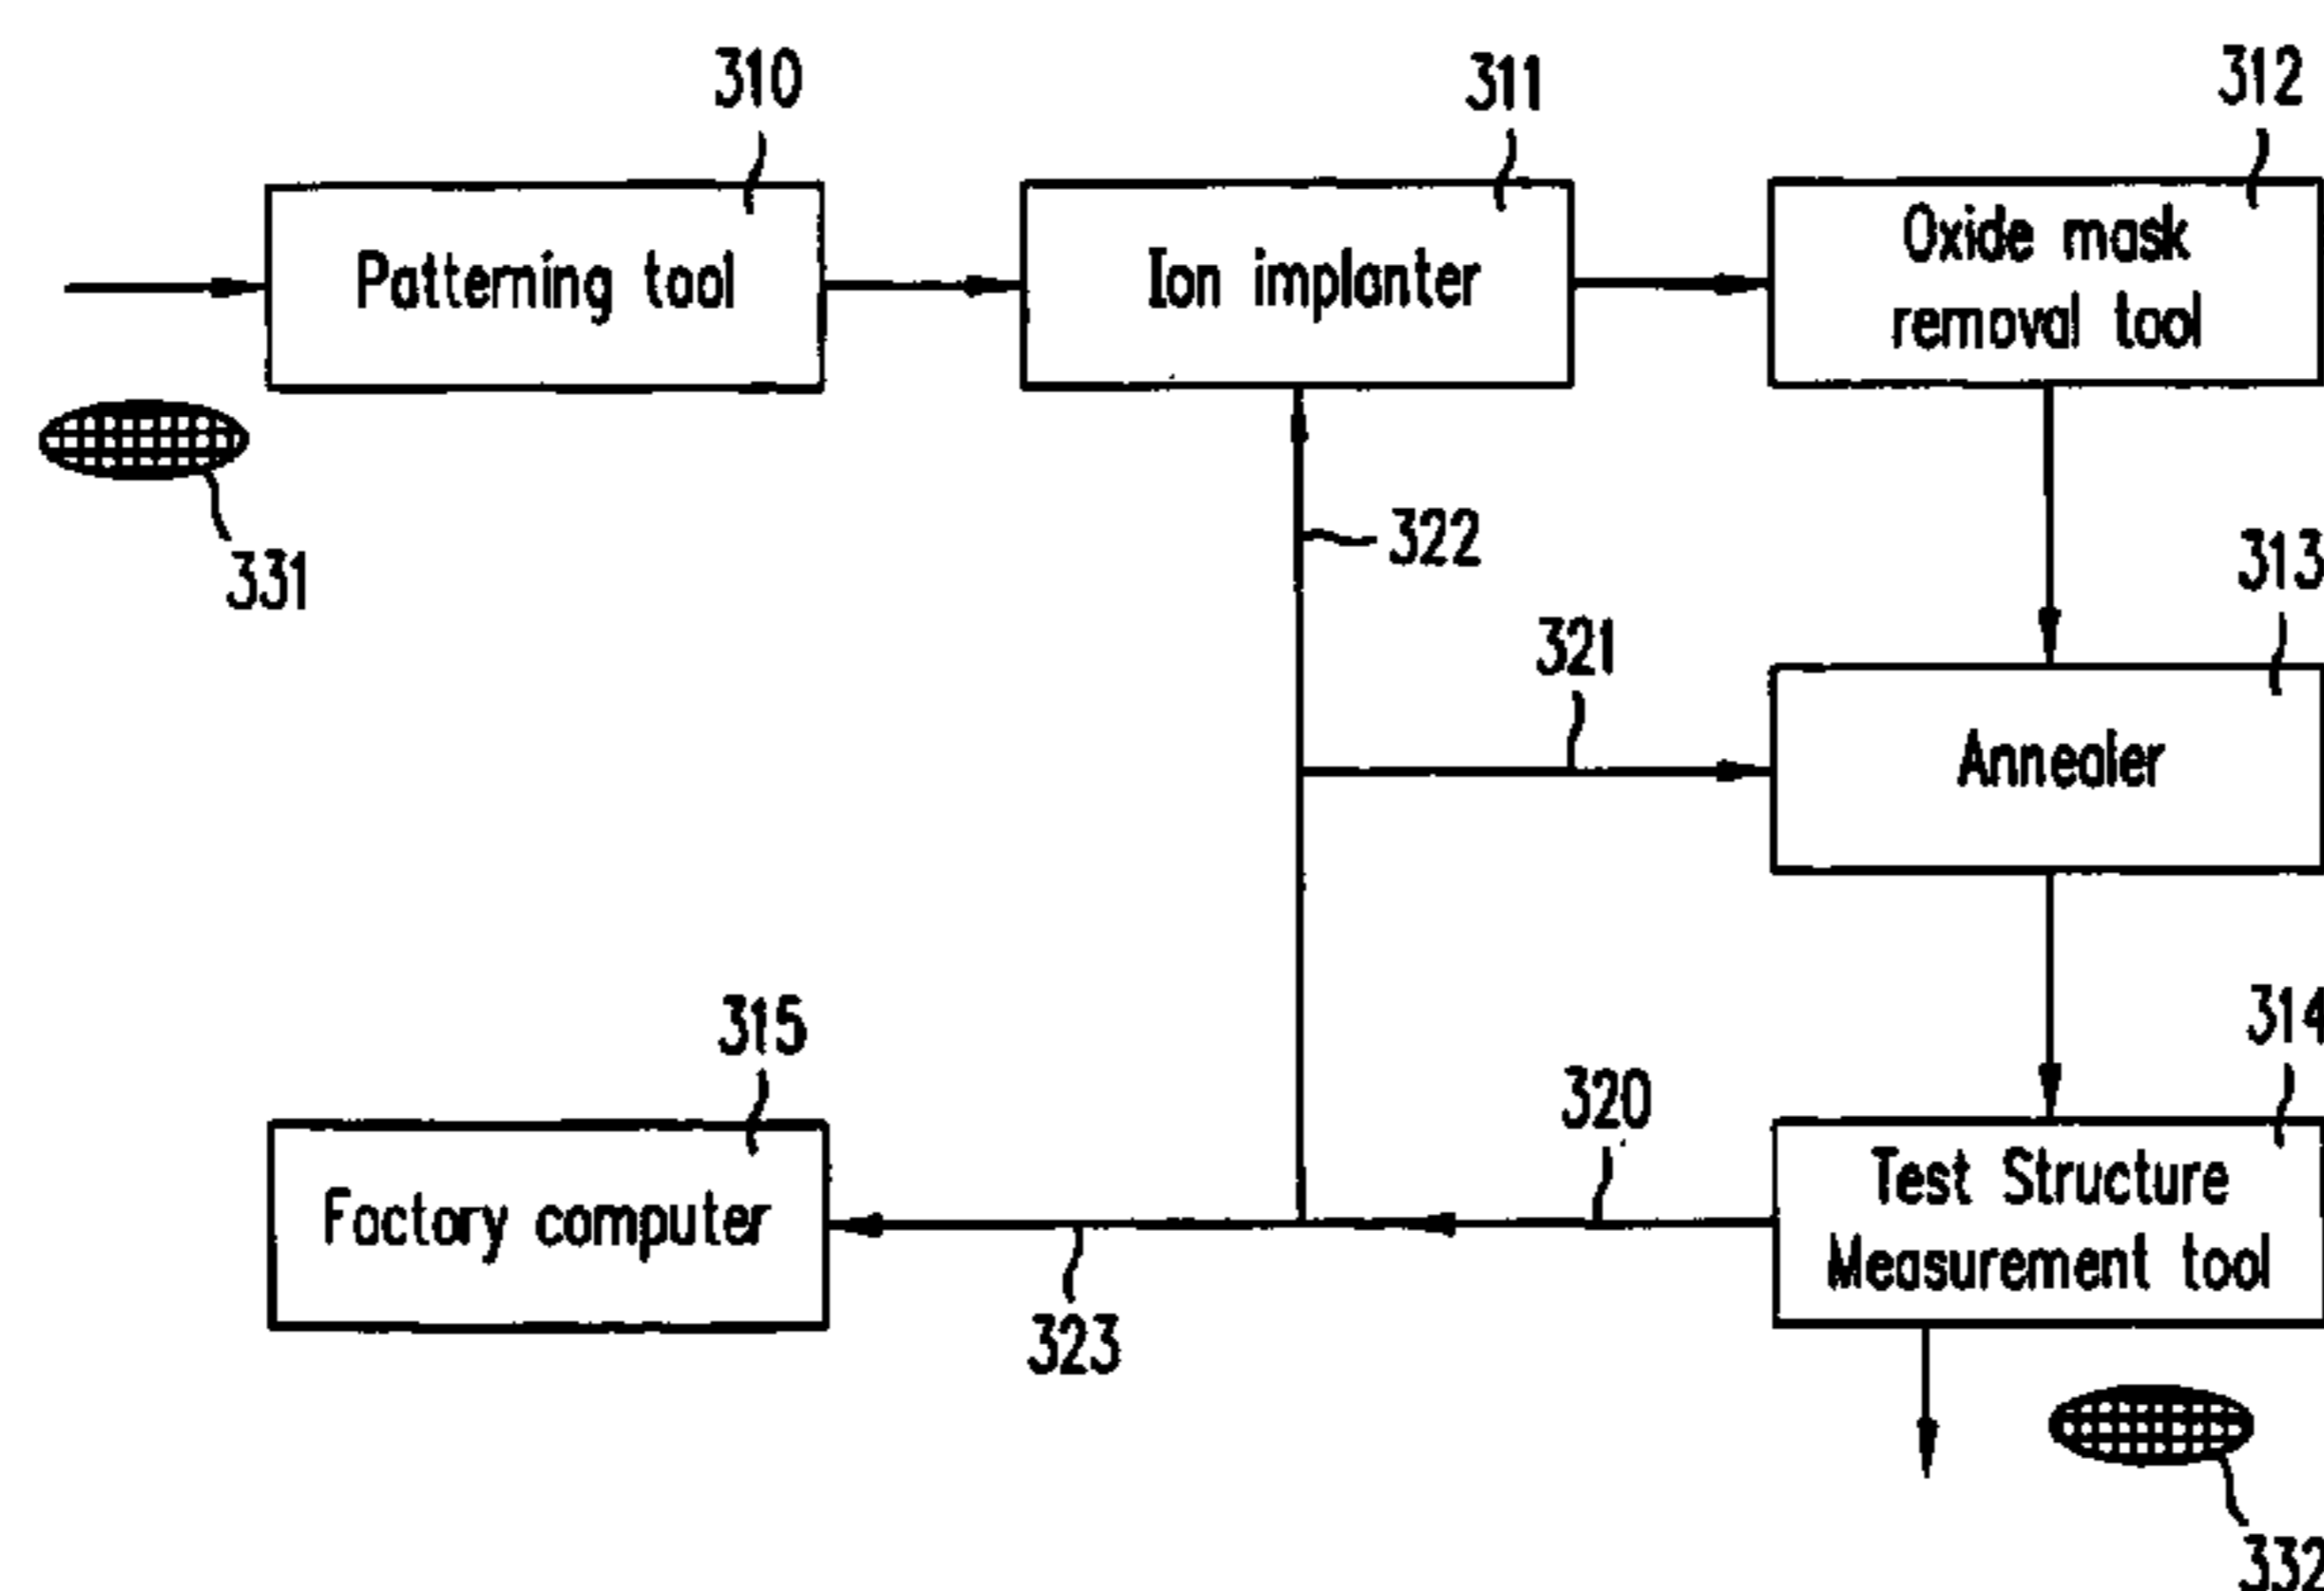 310
311
312
Patterning tool
Ion implanter
Oxide mask
removal tool
331
322
313
321
Annealer
315
320
314
Factory computer
Test Structure
Measurement tool
323
332